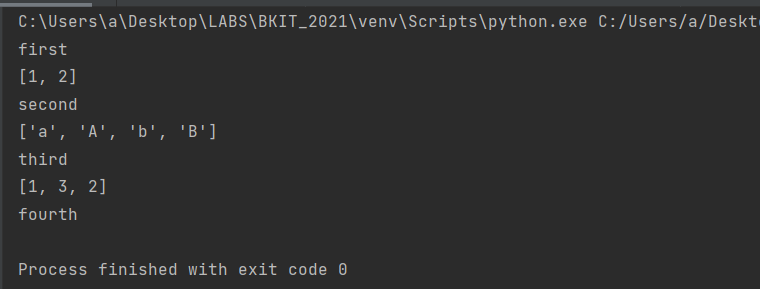 C:\Users\a\Desktop\LABS\BKIT_2021\venv\Scripts\python.exe C:/Users/a/Deskto
first
[1, 2]
second
['a', 'A', 'b', 'B']
third
[1, 3, 2]
fourth
Process finished with exit code 0